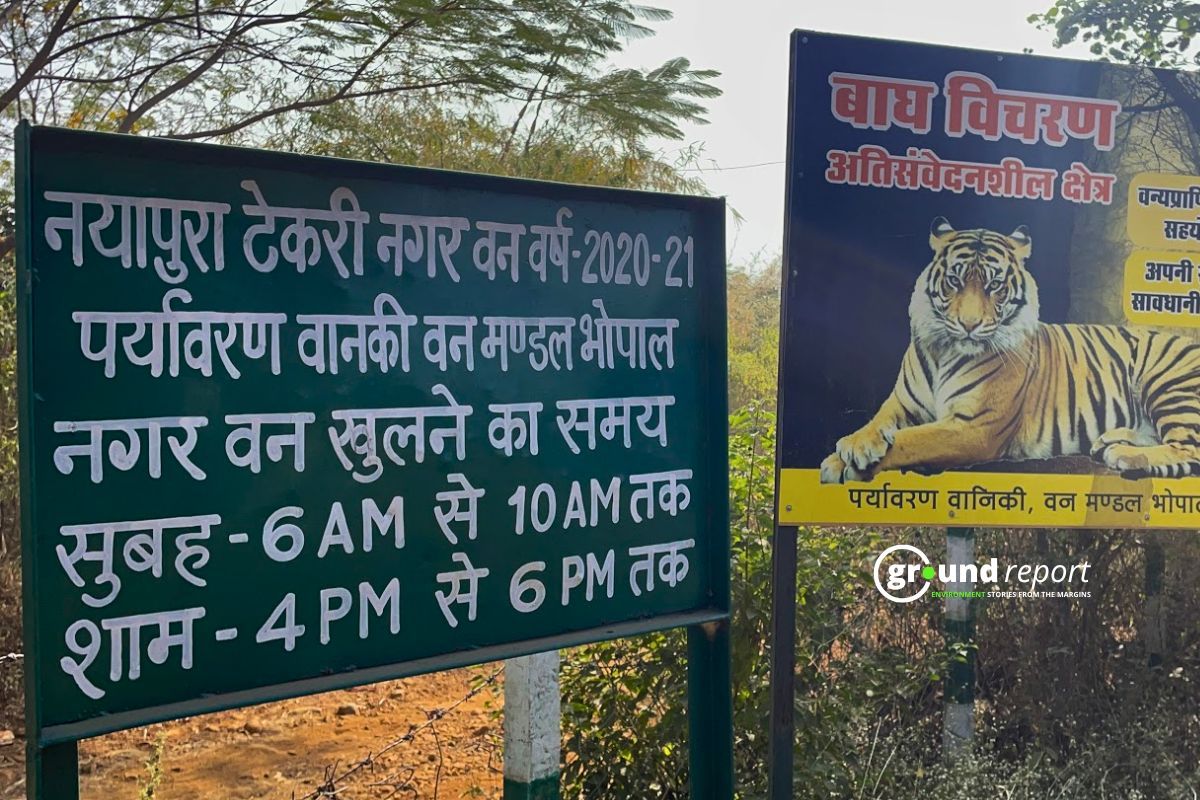 नयापुरा टेकरी नगर वन वर्ष-2020-21
पर्यावरण वानकी वन मण्डल भोपाल
नगर वन खुलने का समय
सुबह - 6 AM से 10 AM तक
शाम - 4 PM से 6 PM तक
बाघ विचरण
अतिसंवेदनशील क्षेत्र
अपनी
पर्यावरण वानिकी, वन मण्डल
ground report
ENVIRONMENT STORIES FROM THE MARGINS